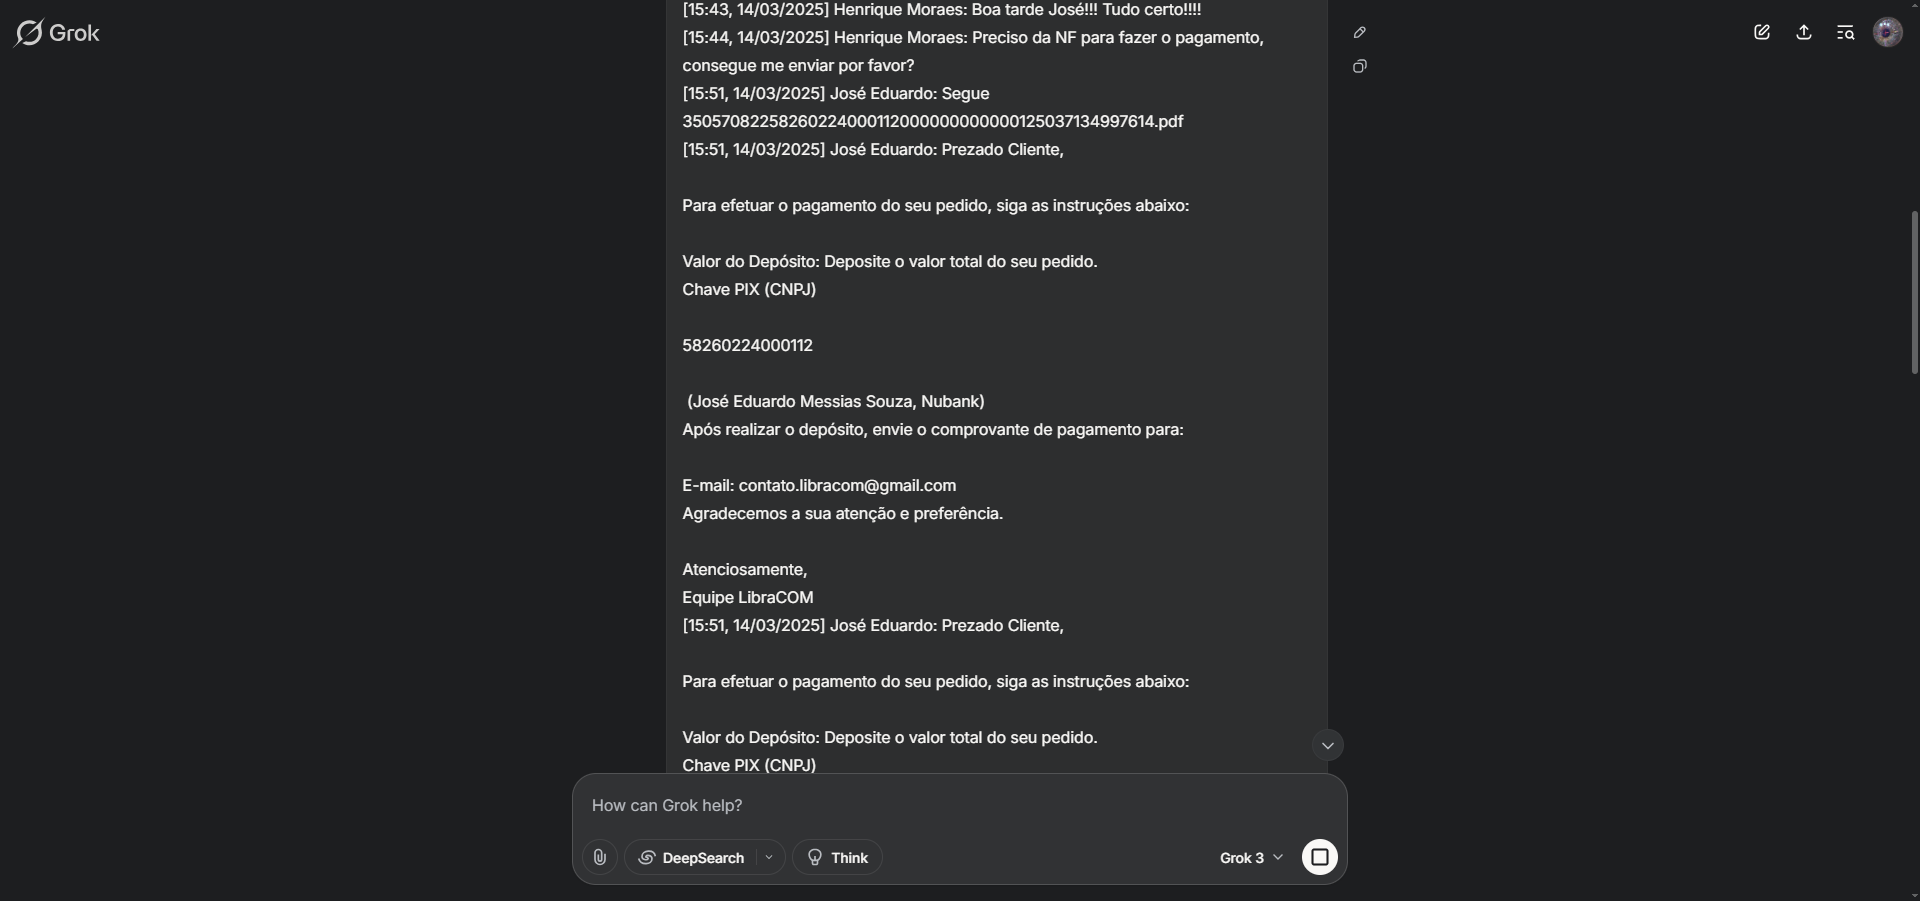 Grok
[15:43, 14/03/2025] Henrique Moraes: Boa tarde José!!! Tudo certo!!!!
[15:44, 14/03/2025] Henrique Moraes: Preciso da NF para fazer o pagamento,
consegue me enviar por favor?
[15:51, 14/03/2025] José Eduardo: Segue
35057082258260224000112000000000000125037134997614.pdf
[15:51, 14/03/2025] José Eduardo: Prezado Cliente,
Para efetuar o pagamento do seu pedido, siga as instruções abaixo:
Valor do Depósito: Deposite o valor total do seu pedido.
Chave PIX (CNPJ)
58260224000112
(José Eduardo Messias Souza, Nubank)
Após realizar o depósito, envie o comprovante de pagamento para:
E-mail: contato.libracom@gmail.com
Agradecemos a sua atenção e preferência.
Atenciosamente,
Equipe LibraCOM
[15:51, 14/03/2025] José Eduardo: Prezado Cliente,
Para efetuar o pagamento do seu pedido, siga as instruções abaixo:
Valor do Depósito: Deposite o valor total do seu pedido.
Chave PIX (CNPJ)
How can Grok help?
DeepSearch
Think
Grok 3